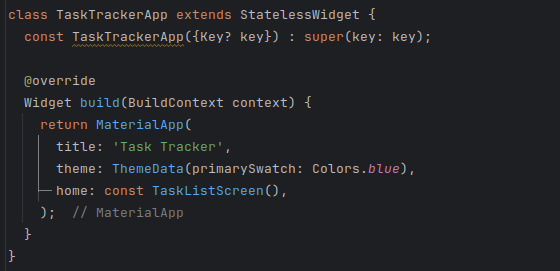 class TaskTrackerApp extends StatelessWidget {
  const TaskTrackerApp({Key? key}) : super(key: key);

  @override
  Widget build(BuildContext context) {
    return MaterialApp(
      title: 'Task Tracker',
      theme: ThemeData(primarySwatch: Colors.blue),
      home: const TaskListScreen(),
    );  // MaterialApp
  }
}